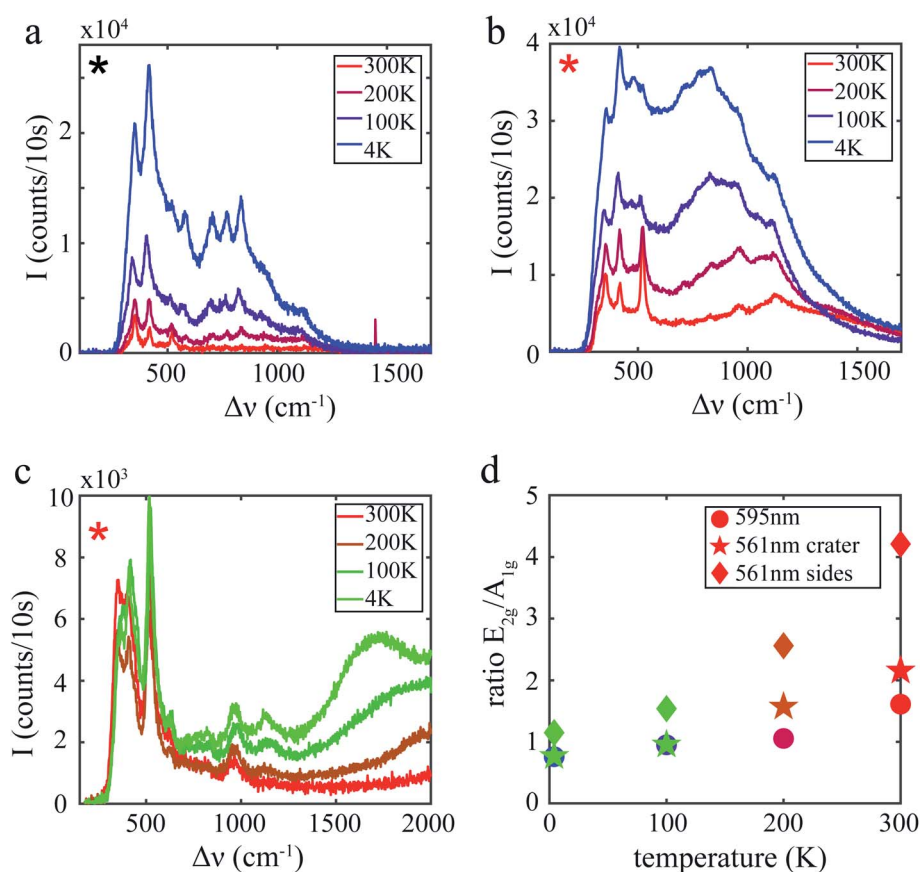 a
x10⁴
*
300K
200K
100K
4K
2
1
0
I (counts/10s)
500
1000
1500
Δν (cm⁻¹)
b
x10⁴
*
300K
200K
100K
4K
4
3
2
1
0
I (counts/10s)
500
1000
1500
Δν (cm⁻¹)
c
x10³
*
300K
200K
100K
4K
10
8
6
4
2
0
I (counts/10s)
500
1000
1500
2000
Δν (cm⁻¹)
d
595nm
561nm crater
561nm sides
5
4
3
2
1
0
ratio E₂g/A₁g
0
100
200
300
temperature (K)